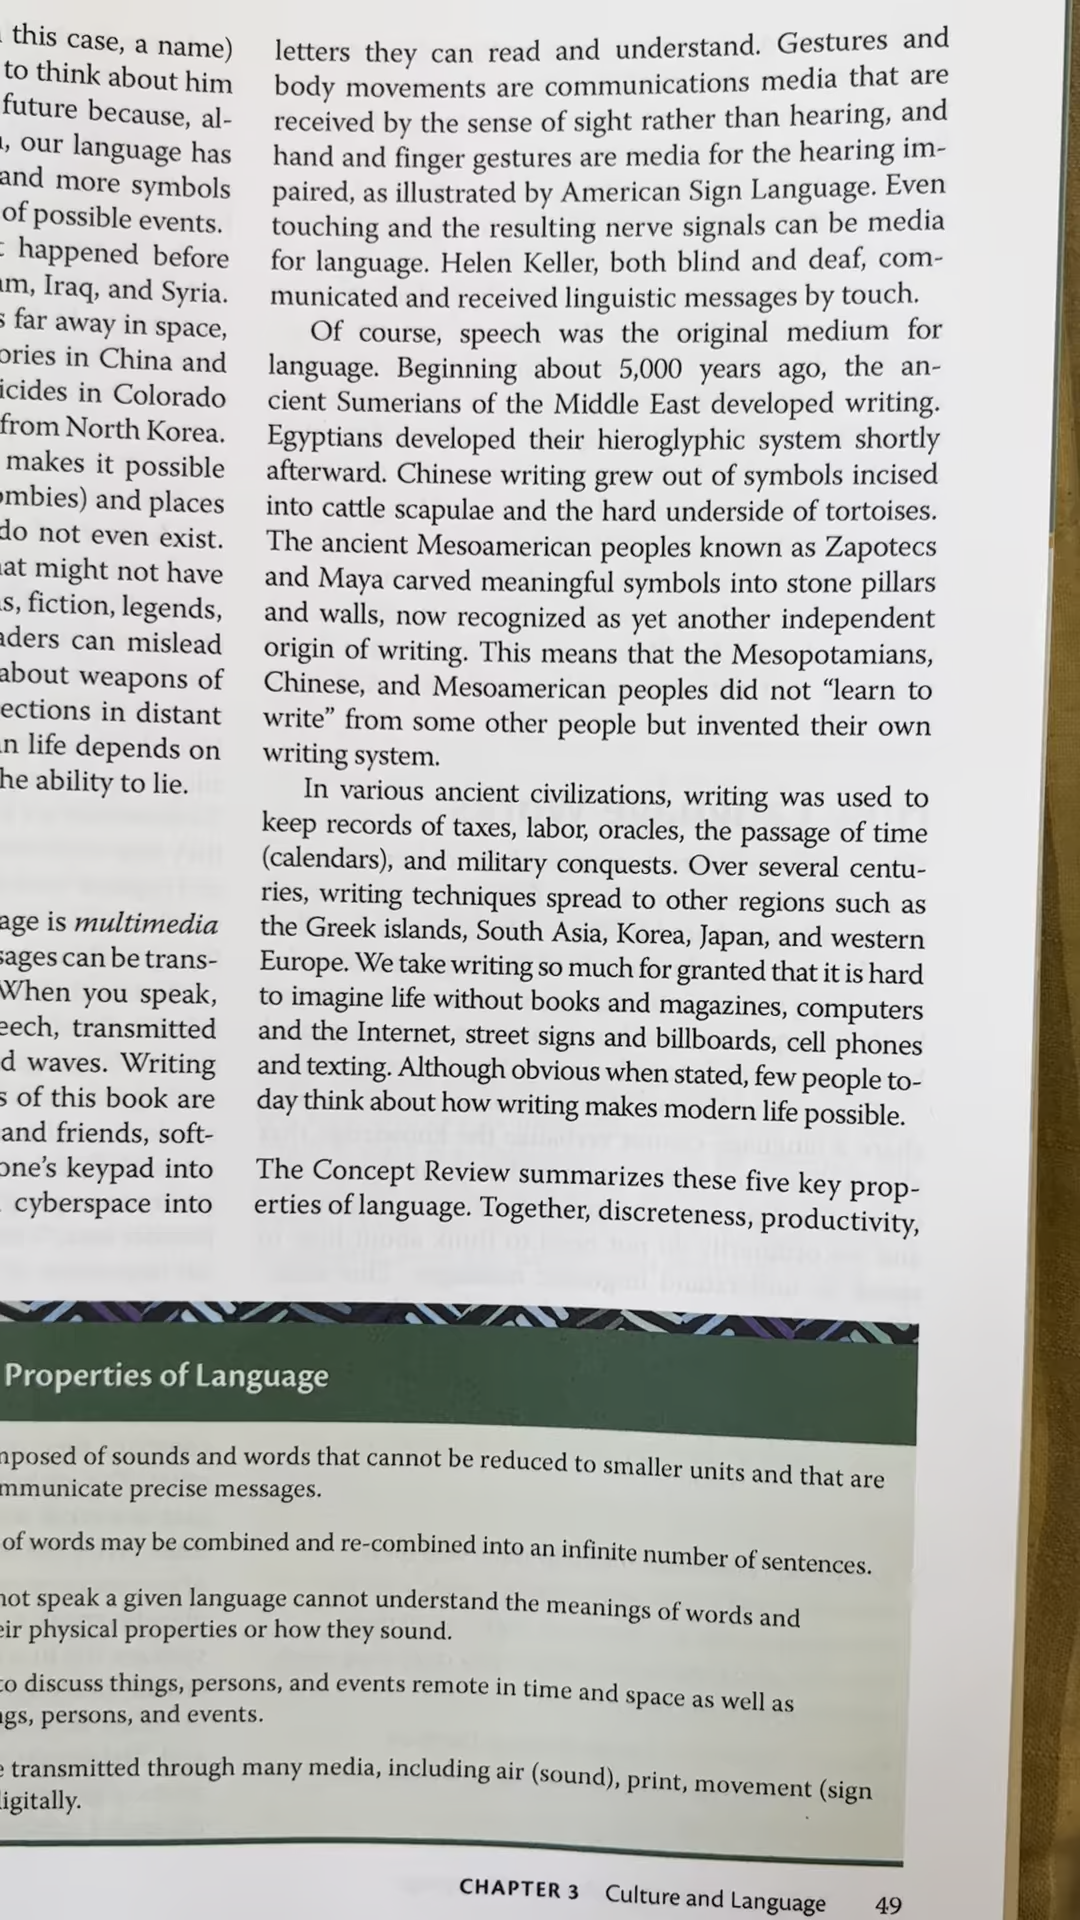 this case, a name)
to think about him
future because, al-
our language has
and more symbols
of possible events.
happened before
Iraq, and Syria.
far away in space,
in China and
in Colorado
from North Korea.
makes it possible
and places
do not even exist.
might not have
fiction, legends,
can mislead
about weapons of
in distant
life depends on
ability to lie.
is multimedia
can be trans-
When you speak,
transmitted
waves. Writing
of this book are
and friends, soft-
keypad into
cyberspace into
letters they can read and understand. Gestures and
body movements are communications media that are
received by the sense of sight rather than hearing, and
hand and finger gestures are media for the hearing im-
paired, as illustrated by American Sign Language. Even
touching and the resulting nerve signals can be media
for language. Helen Keller, both blind and deaf, com-
municated and received linguistic messages by touch.
Of course, speech was the original medium for
language. Beginning about 5,000 years ago, the an-
cient Sumerians of the Middle East developed writing.
Egyptians developed their hieroglyphic system shortly
afterward. Chinese writing grew out of symbols incised
into cattle scapulae and the hard underside of tortoises.
The ancient Mesoamerican peoples known as Zapotecs
and Maya carved meaningful symbols into stone pillars
and walls, now recognized as yet another independent
origin of writing. This means that the Mesopotamians,
Chinese, and Mesoamerican peoples did not “learn to
write” from some other people but invented their own
writing system.
In various ancient civilizations, writing was used to
keep records of taxes, labor, oracles, the passage of time
(calendars), and military conquests. Over several centu-
ries, writing techniques spread to other regions such as
the Greek islands, South Asia, Korea, Japan, and western
Europe. We take writing so much for granted that it is hard
to imagine life without books and magazines, computers
and the Internet, street signs and billboards, cell phones
and texting. Although obvious when stated, few people to-
day think about how writing makes modern life possible.
The Concept Review summarizes these five key prop-
erties of language. Together, discreteness, productivity,
Properties of Language
of sounds and words that cannot be reduced to smaller units and that are
precise messages.
of words may be combined and re-combined into an infinite number of sentences.
speak a given language cannot understand the meanings of words and
physical properties or how they sound.
to discuss things, persons, and events remote in time and space as well as
persons, and events.
transmitted through many media, including air (sound), print, movement (sign
digitally.
CHAPTER 3 Culture and Language 49